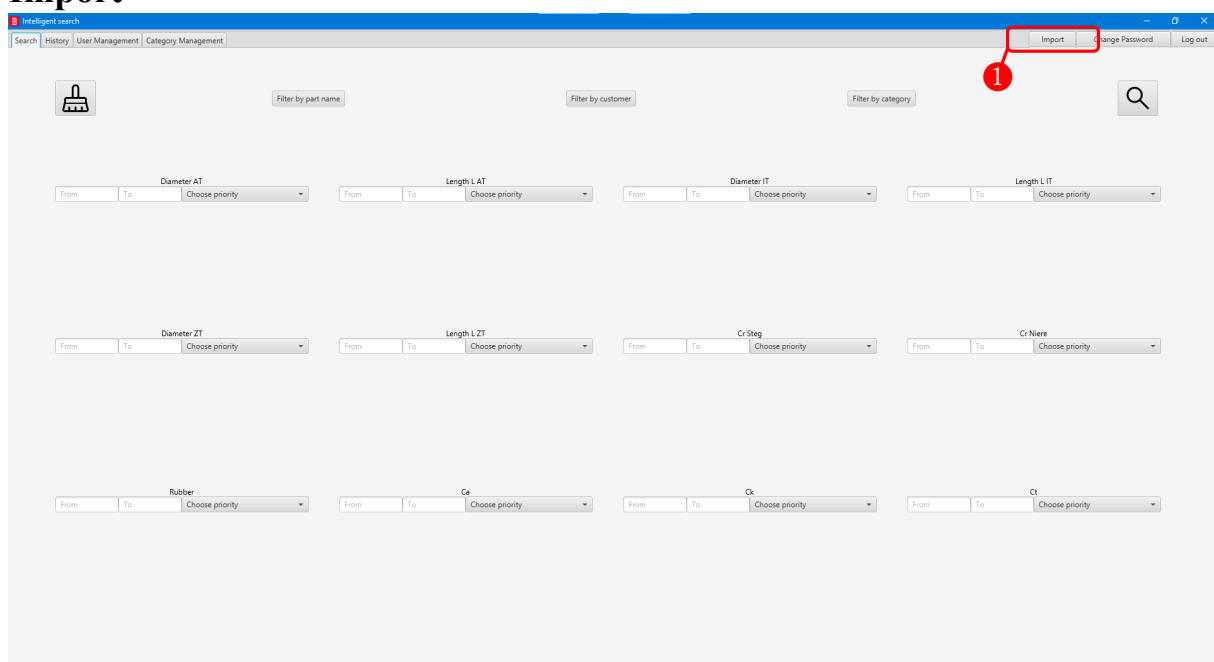 Import
Intelligent search
Search History User Management Category Management Import Change Password Log out
1
Filter by part name Filter by customer Filter by category
Diameter AT Length L AT Diameter IT Length L IT
From To Choose priority From To Choose priority From To Choose priority From To Choose priority
Diameter ZT Length L ZT Cr Steg Cr Niere
From To Choose priority From To Choose priority From To Choose priority From To Choose priority
Rubber Ca Ck Ct
From To Choose priority From To Choose priority From To Choose priority From To Choose priority